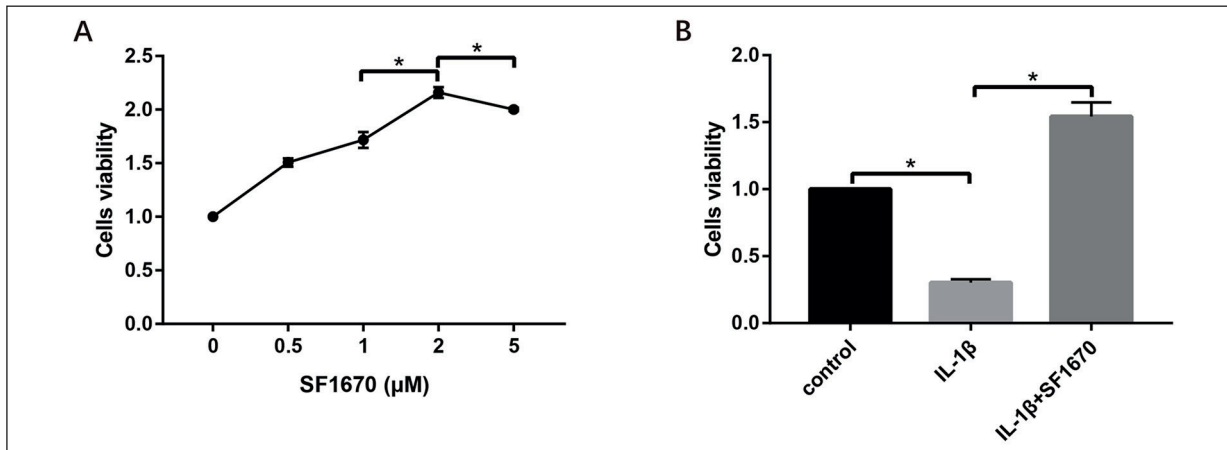 A
Cells viability
2.5
2.0
1.5
1.0
0.5
0.0
*
*
0 0.5 1 2 5
SF1670 (μM)
B
Cells viability
2.0
1.5
1.0
0.5
0.0
*
*
control
IL-1β
IL-1β+SF1670